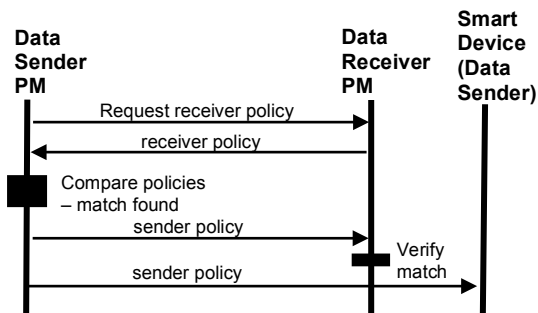 Data
Sender
PM
Data
Receiver
PM
Smart
Device
(Data
Sender)
Request receiver policy
receiver policy
Compare policies
– match found
sender policy
Verify
match
sender policy